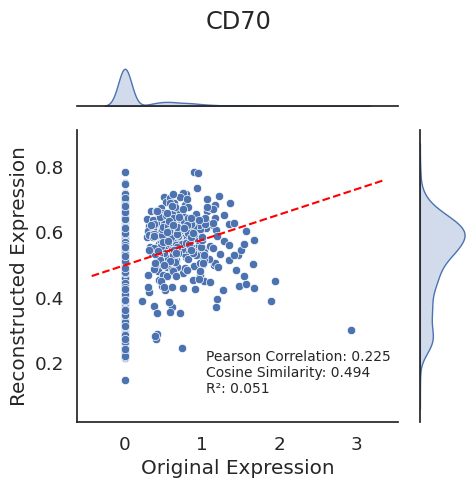 CD70
Reconstructed Expression
0.8
0.6
0.4
0.2
Pearson Correlation: 0.225
Cosine Similarity: 0.494
R²: 0.051
0
1
2
3
Original Expression